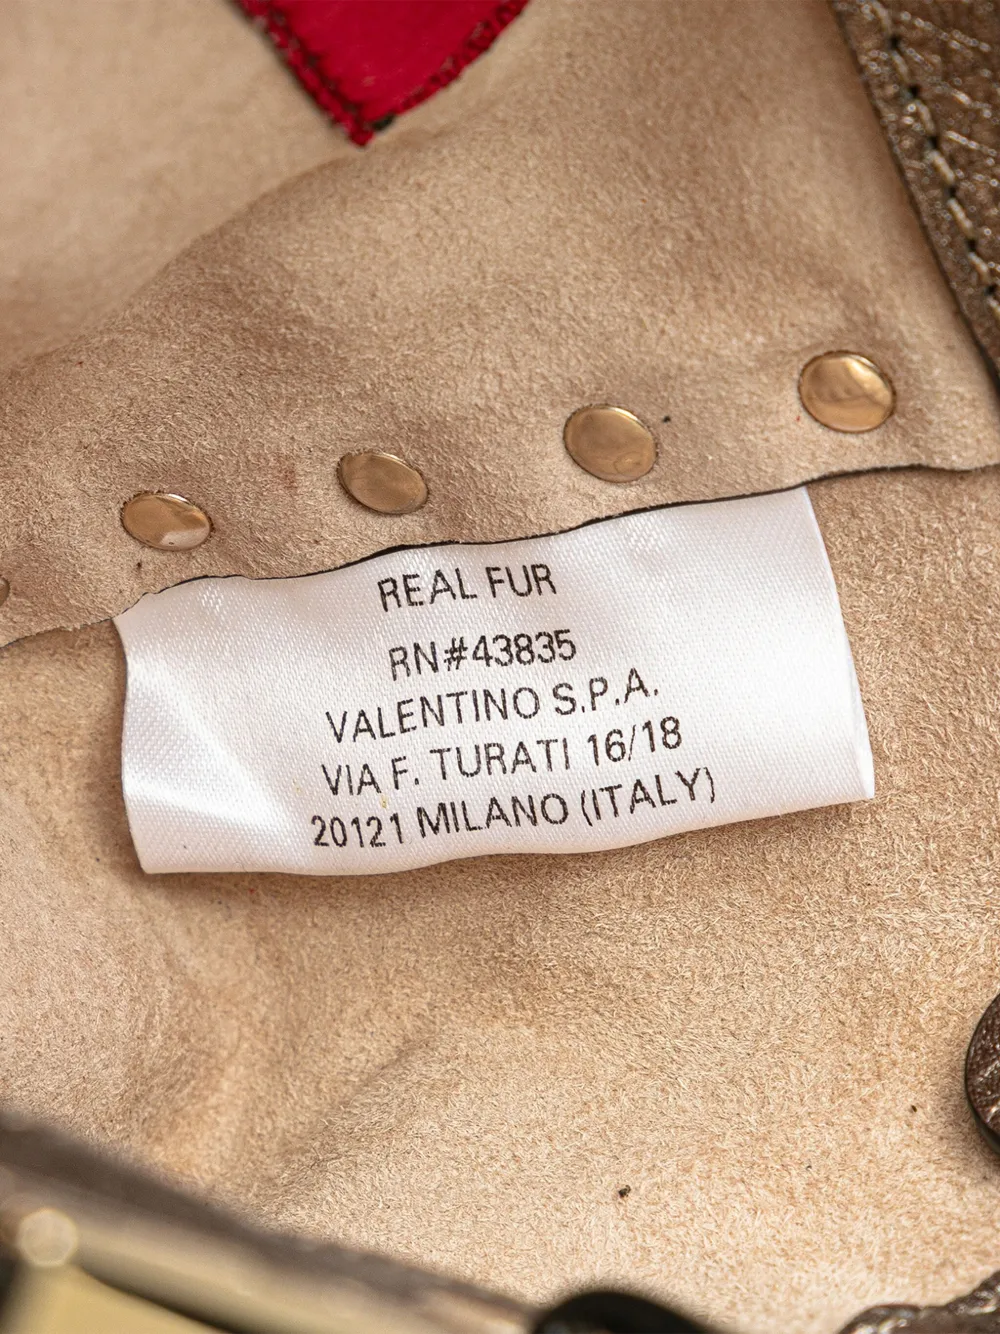 REAL FUR
RN#43835
VALENTINO S.P.A.
VIA F. TURATI 16/18
20121 MILANO (ITALY)